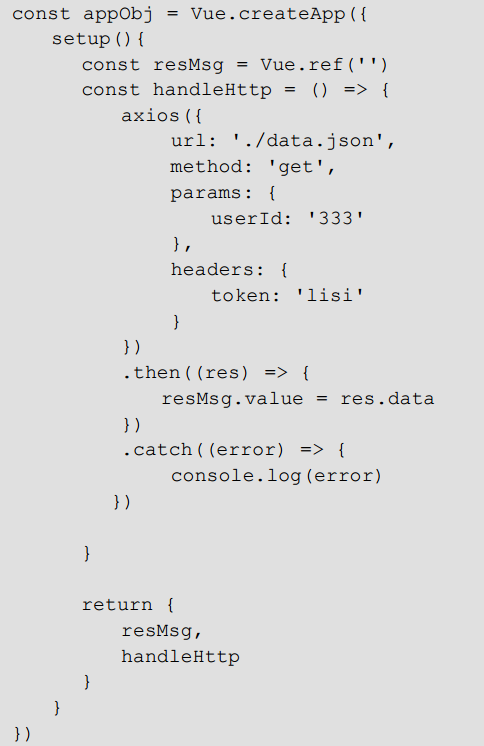 const appObj = Vue.createApp({
    setup(){
       const resMsg = Vue.ref('')
       const handleHttp = () => {
           axios({
                url: './data.json',
                method: 'get',
                params: {
                    userId: '333'
                },
                headers: {
                    token: 'lisi'
                }
           })
           .then((res) => {
               resMsg.value = res.data
           })
           .catch((error) => {
                console.log(error)
          })
       }
       return {
           resMsg,
           handleHttp
       }
    }
})